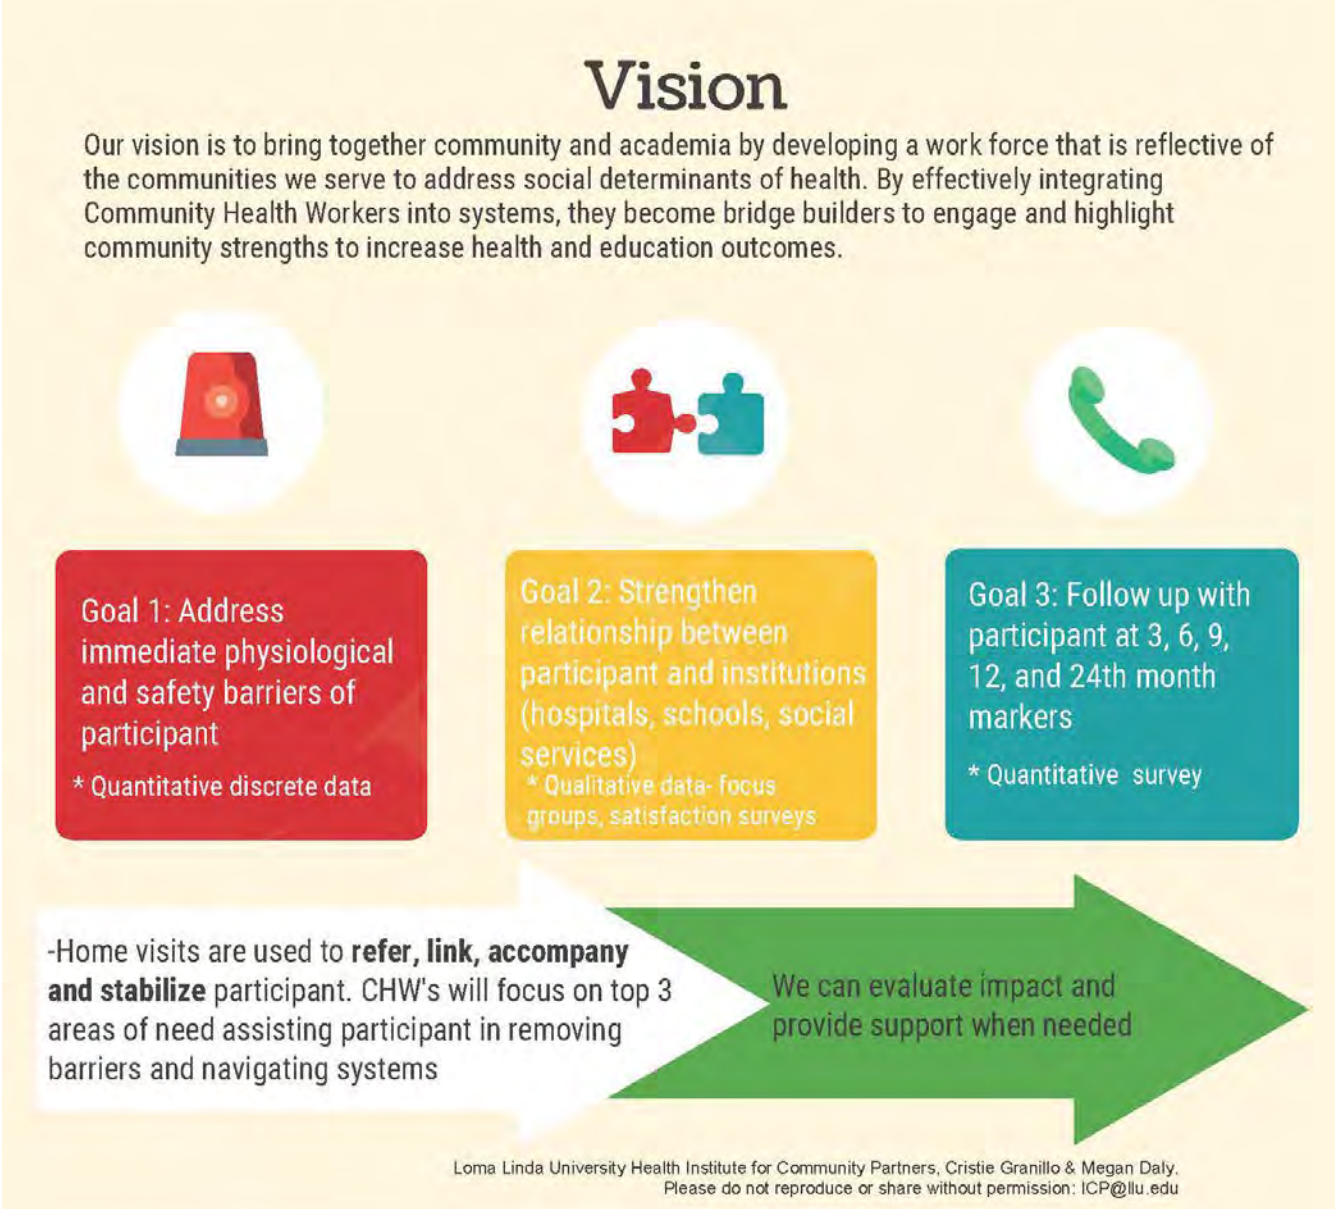 Vision
Our vision is to bring together community and academia by developing a work force that is reflective of
the communities we serve to address social determinants of health. By effectively integrating
Community Health Workers into systems, they become bridge builders to engage and highlight
community strengths to increase health and education outcomes.
Goal 1: Address
immediate physiological
and safety barriers of
participant
* Quantitative discrete data
Goal 2: Strengthen
relationship between
participant and institutions
(hospitals, schools, social
services)
* Qualitative data- focus
groups, satisfaction surveys
Goal 3: Follow up with
participant at 3, 6, 9,
12, and 24th month
markers
* Quantitative survey
-Home visits are used to refer, link, accompany
and stabilize participant. CHW's will focus on top 3
areas of need assisting participant in removing
barriers and navigating systems
We can evaluate impact and
provide support when needed
Loma Linda University Health Institute for Community Partners, Cristie Granillo & Megan Daly.
Please do not reproduce or share without permission: ICP@llu.edu